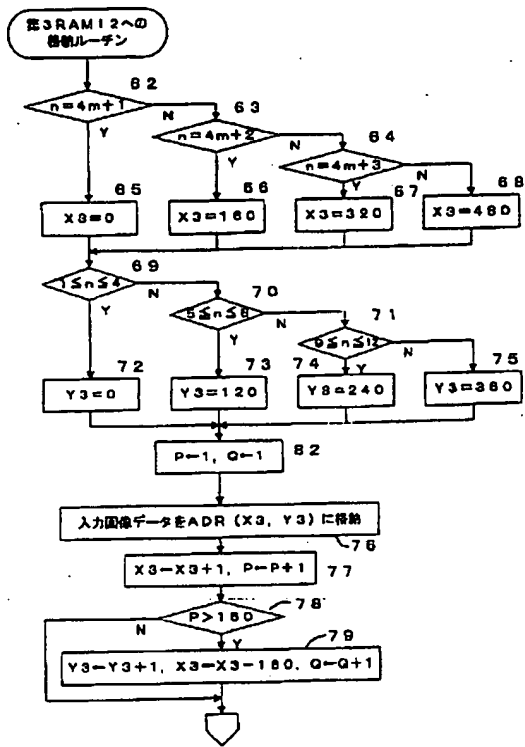 第3RAM12への
移動ルーチン
62
n=4m+1
N
63
Y
n=4m+2
N
64
Y
n=4m+3
N
65
66
Y
67
68
X3=0
X3=160
X3=320
X3=480
69
1≦n≦4
N
70
Y
5≦n≦8
N
71
Y
9≦n≦12
N
72
73
74
Y
75
Y3=0
Y3=120
Y3=240
Y3=360
82
P←1, Q←1
入力画像データをADR (X3, Y3) に移動
76
X3←X3+1, P←P+1
77
78
P>160
N
79
Y
Y3←Y3+1, X3←X3−160, Q←Q+1